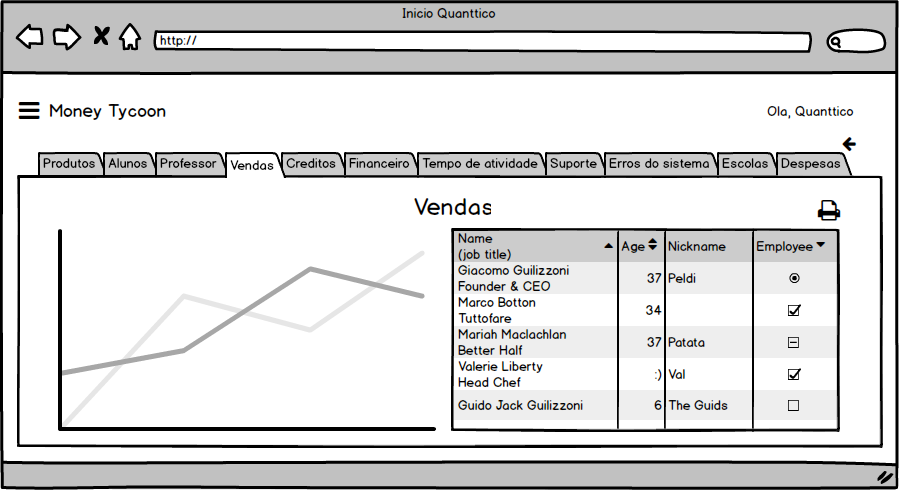 Inicio Quanttico
http://
Money Tycoon
Ola, Quanttico
Produtos Alunos Professor Vendas Creditos Financeiro Tempo de atividade Suporte Erros do sistema Escolas Despesas
Vendas
Name
(job title)
Age Nickname Employee
Giacomo Guilizzoni
Founder & CEO
37 Peldi
Marco Botton
Tuttofare
34
Mariah Maclachlan
Better Half
37 Patata
Valerie Liberty
Head Chef
:) Val
Guido Jack Guilizzoni 6 The Guids